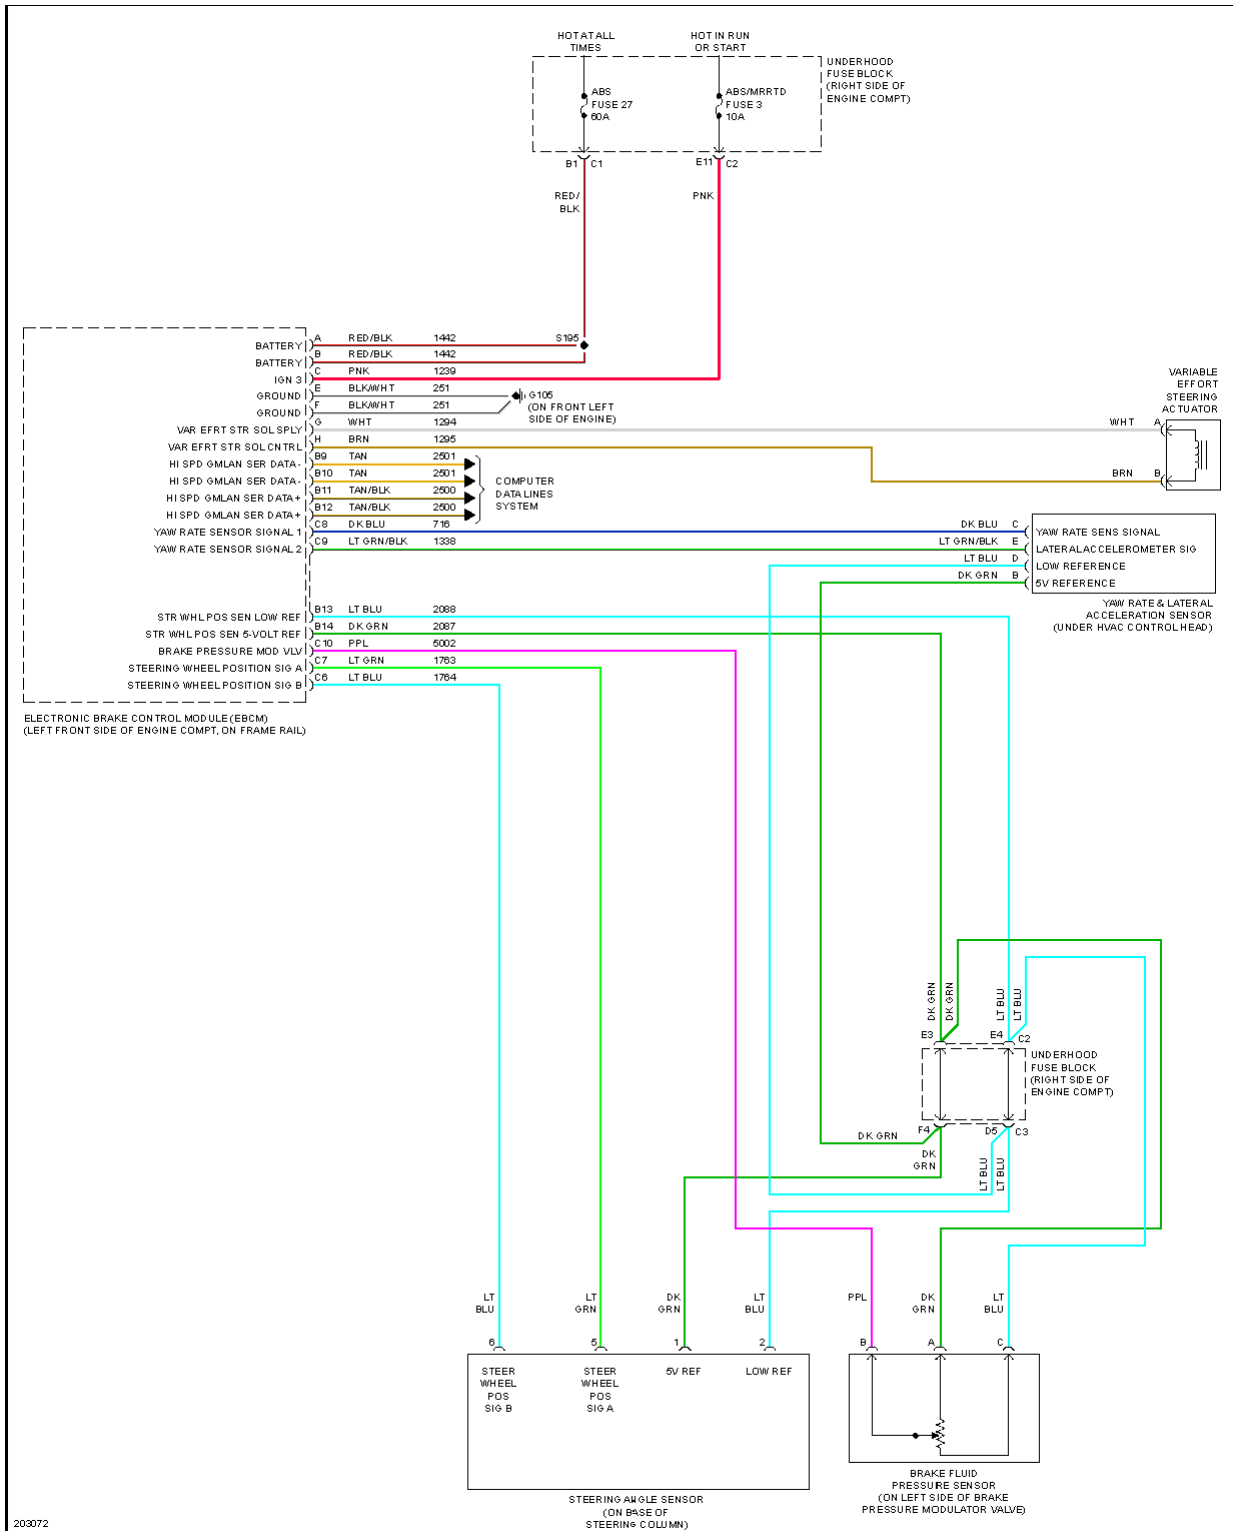 HOT AT ALL
TIMES
HOT IN RUN
OR START
UNDERHOOD
FUSE BLOCK
(RIGHT SIDE OF
ENGINE COMPT)
ABS
FUSE 27
60A
ABS/MRRTD
FUSE 3
10A
B1 C1
E11 C2
RED/
BLK
PNK
S195
BATTERY A RED/BLK 1442
BATTERY B RED/BLK 1442
IGN 3 C PNK 1239
GROUND E BLK/WHT 251
GROUND F BLK/WHT 251
VAR EFRT STR SOL SPLY G WHT 1294
VAR EFRT STR SOL CNTRL H BRN 1295
HI SPD GMLAN SER DATA- B9 TAN 2501
HI SPD GMLAN SER DATA- B10 TAN 2501
HI SPD GMLAN SER DATA+ B11 TAN/BLK 2500
HI SPD GMLAN SER DATA+ B12 TAN/BLK 2500
YAW RATE SENSOR SIGNAL 1 C8 DK BLU 716
YAW RATE SENSOR SIGNAL 2 C9 LT GRN/BLK 1338
STR WHL POS SEN LOW REF B13 LT BLU 2088
STR WHL POS SEN 5-VOLT REF B14 DK GRN 2087
BRAKE PRESSURE MOD VLV C10 PPL 5002
STEERING WHEEL POSITION SIG A C7 LT GRN 1763
STEERING WHEEL POSITION SIG B C6 LT BLU 1764
ELECTRONIC BRAKE CONTROL MODULE (EBCM)
(LEFT FRONT SIDE OF ENGINE COMPT, ON FRAME RAIL)
G105
(ON FRONT LEFT
SIDE OF ENGINE)
COMPUTER
DATA LINES
SYSTEM
VARIABLE
EFFORT
STEERING
ACTUATOR
WHT A
BRN B
DK BLU C YAW RATE SENS SIGNAL
LT GRN/BLK E LATERAL ACCELEROMETER SIG
LT BLU D LOW REFERENCE
DK GRN B 5V REFERENCE
YAW RATE & LATERAL
ACCELERATION SENSOR
(UNDER HVAC CONTROL HEAD)
DK GRN
DK GRN
LT BLU
LT BLU
E3
E4 C2
UNDERHOOD
FUSE BLOCK
(RIGHT SIDE OF
ENGINE COMPT)
F4
D5 C3
DK GRN
DK
GRN
LT BLU
LT BLU
LT
BLU
LT
GRN
DK
GRN
LT
BLU
PPL
DK
GRN
LT
BLU
6 5 1 2
B A C
STEER
WHEEL
POS
SIG B
STEER
WHEEL
POS
SIG A
5V REF
LOW REF
STEERING ANGLE SENSOR
(ON BASE OF
STEERING COLUMN)
BRAKE FLUID
PRESSURE SENSOR
(ON LEFT SIDE OF BRAKE
PRESSURE MODULATOR VALVE)
203072